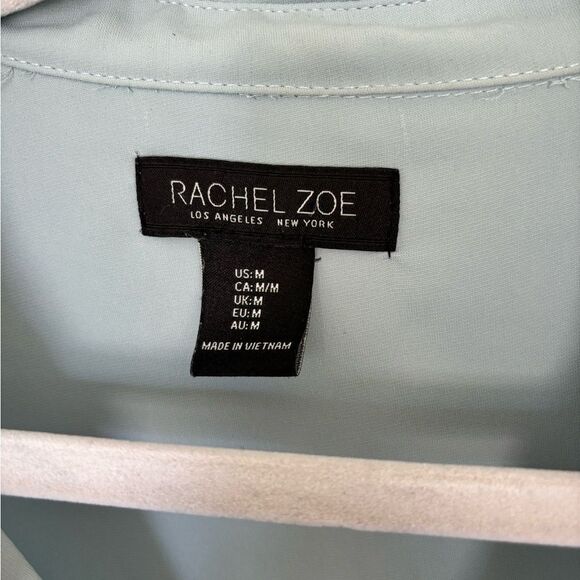 RACHEL ZOE
LOS ANGELES NEW YORK
US: M
CA: M/M
UK: M
EU: M
AU: M
MADE IN VIETNAM